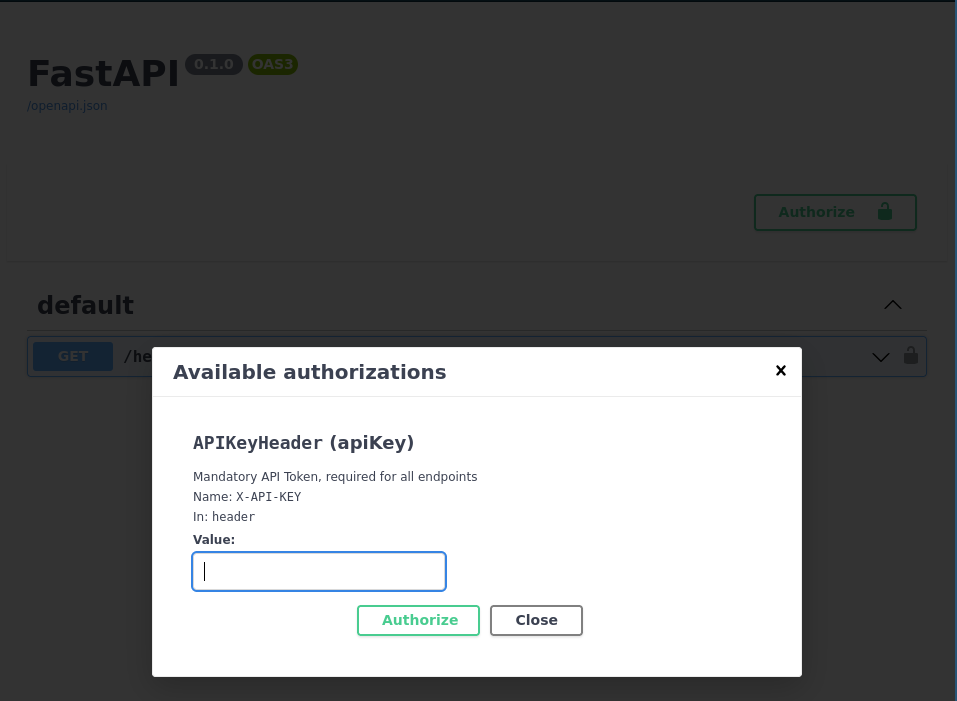 FastAPI 0.1.0 OAS3
/openapi.json
Authorize
default
GET /he
Available authorizations
APIKeyHeader (apiKey)
Mandatory API Token, required for all endpoints
Name: X-API-KEY
In: header
Value:
Authorize Close